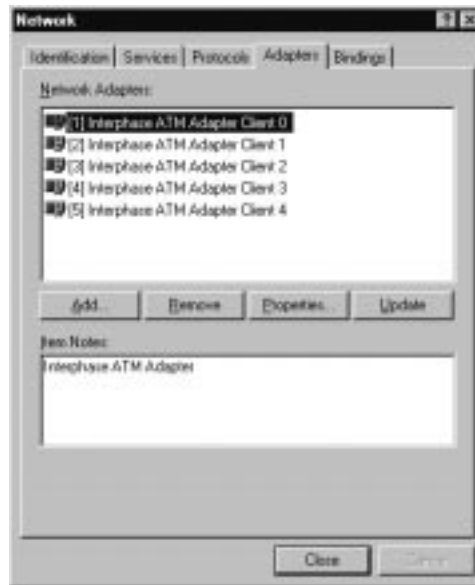 Network
Identification Services Protocols Adapters Bindings
Network Adapters:
[1] Interphase ATM Adapter Client 0
[2] Interphase ATM Adapter Client 1
[3] Interphase ATM Adapter Client 2
[4] Interphase ATM Adapter Client 3
[5] Interphase ATM Adapter Client 4
Add... Remove Properties... Update
Item Notes:
Interphase ATM Adapter
Close Cancel